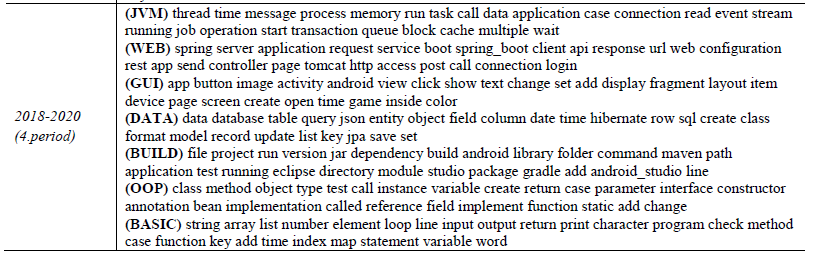 (JVM) thread time message process memory run task call data application case connection read event stream
running job operation start transaction queue block cache multiple wait
(WEB) spring server application request service boot spring_boot client api response url web configuration
rest app send controller page tomcat http access post call connection login
(GUI) app button image activity android view click show text change set add display fragment layout item
device page screen create open time game inside color
2018-2020
(4.period)
(DATA) data database table query json entity object field column date time hibernate row sql create class
format model record update list key jpa save set
(BUILD) file project run version jar dependency build android library folder command maven path
application test running eclipse directory module studio package gradle add android_studio line
(OOP) class method object type test call instance variable create return case parameter interface constructor
annotation bean implementation called reference field implement function static add change
(BASIC) string array list number element loop line input output return print character program check method
case function key add time index map statement variable word